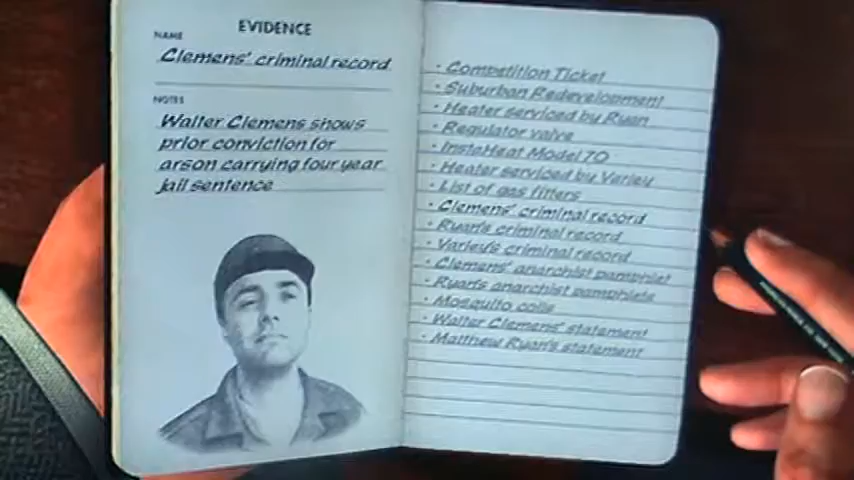 EVIDENCE
NAME
Clemens' criminal record
NOTES
Walter Clemens shows
prior conviction for
arson carrying four year
jail sentence
- Competition Ticket
- Suburban Redevelopment
- Heater serviced by Ryan
- Regulator valve
- InstaHeat Model 70
- Heater serviced by Varley
- List of gas fitters
- Clemens' criminal record
- Ryan's criminal record
- Varley's criminal record
- Clemens' anarchist pamphlet
- Ryan's anarchist pamphlets
- Mosquito coils
- Walter Clemens' statement
- Matthew Ryan's statement